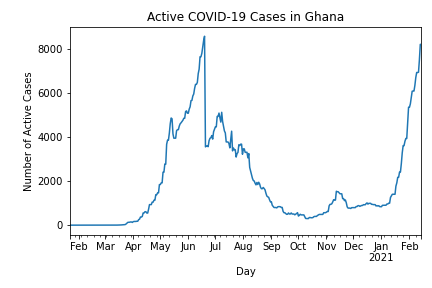 Active COVID-19 Cases in Ghana
8000
6000
4000
2000
0
Number of Active Cases
Feb Mar Apr May Jun Jul Aug Sep Oct Nov Dec Jan Feb
2021
Day